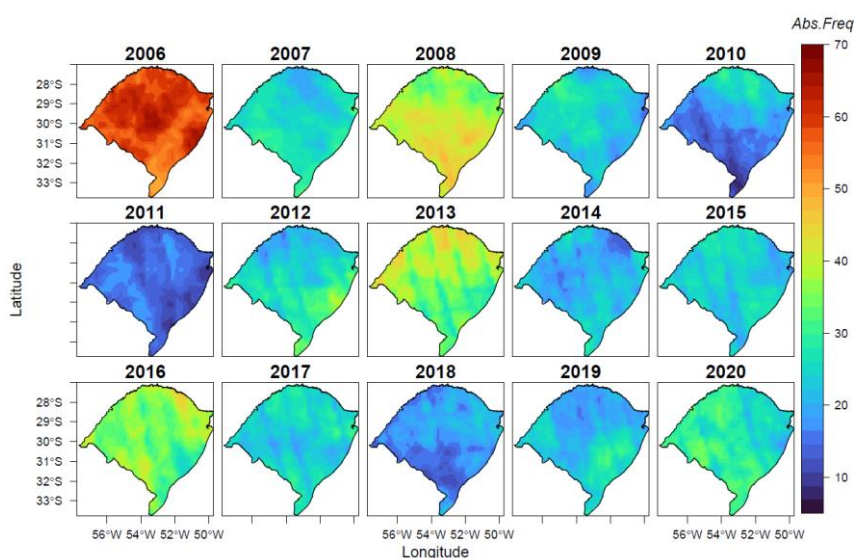 Abs.Freq
2006 2007 2008 2009 2010
70
60
50
40
30
20
10
28°S
29°S
30°S
31°S
32°S
33°S
2011 2012 2013 2014 2015
Latitude
2016 2017 2018 2019 2020
28°S
29°S
30°S
31°S
32°S
33°S
56°W 54°W 52°W 50°W
56°W 54°W 52°W 50°W
56°W 54°W 52°W 50°W
Longitude